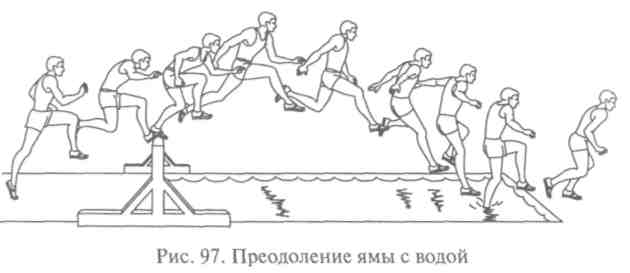 Рис. 97. Преодоление ямы с водой